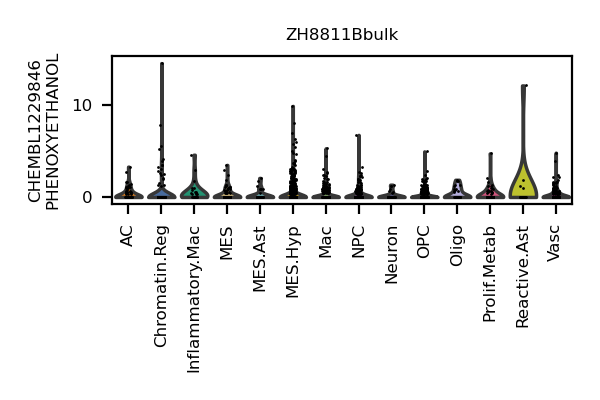 ZH8811Bbulk
CHEMBL1229846
PHENOXYETHANOL
10
0
AC
Chromatin.Reg
Inflammatory.Mac
MES
MES.Ast
MES.Hyp
Mac
NPC
Neuron
OPC
Oligo
Prolif.Metab
Reactive.Ast
Vasc